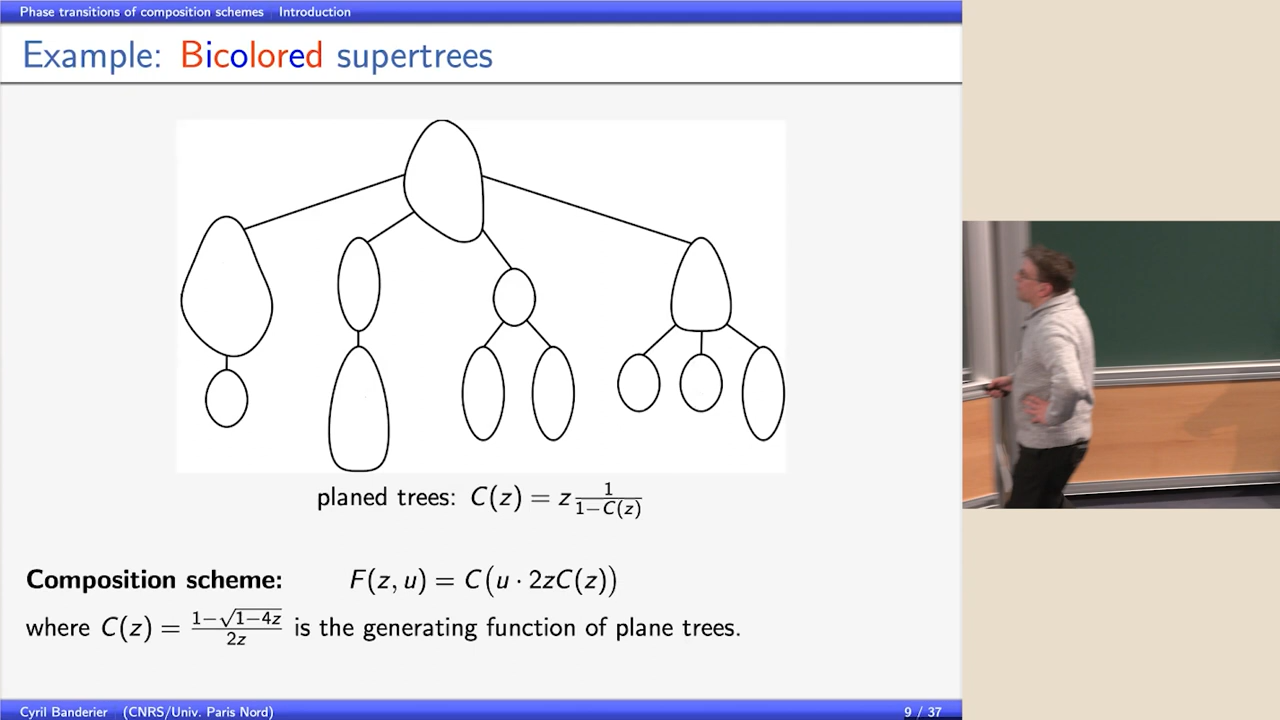 Phase transitions of composition schemes Introduction
Example: Bicolored supertrees
planed trees: C(z) = z 1/(1−C(z))
Composition scheme: F(z, u) = C(u · 2zC(z))
where C(z) = (1−√(1−4z))/(2z) is the generating function of plane trees.
Cyril Banderier (CNRS/Univ. Paris Nord) 9 / 37